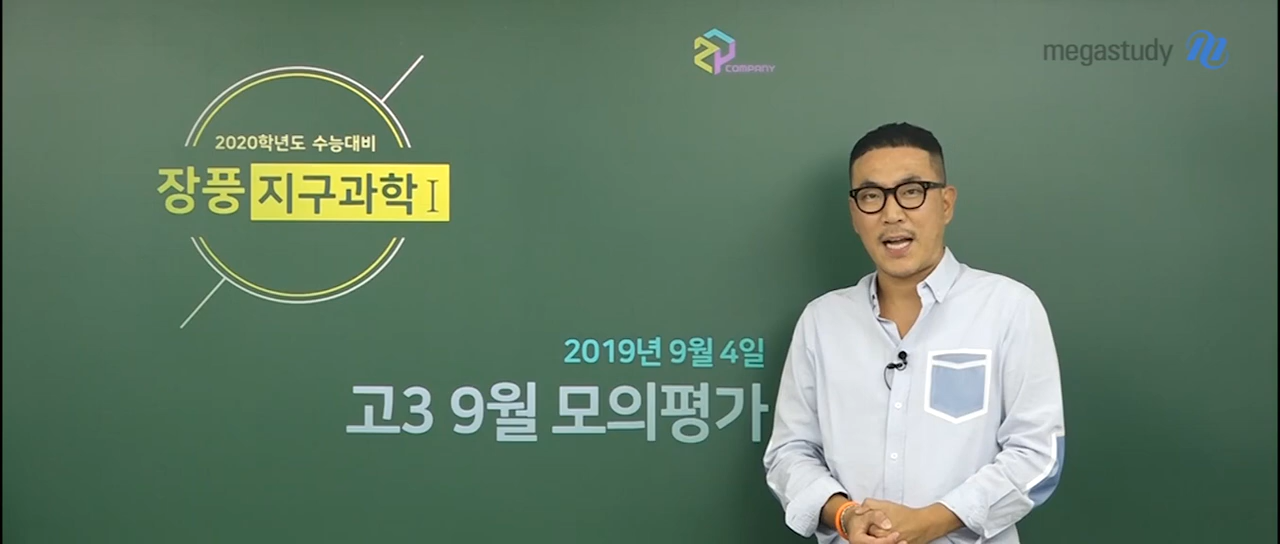 2P
COMPANY
megastudy M
2020학년도 수능대비
장풍 지구과학 I
2019년 9월 4일
고3 9월 모의평가